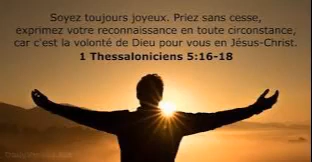 Soyez toujours joyeux. Priez sans cesse,
exprimez votre reconnaissance en toute circonstance,
car c'est la volonté de Dieu pour vous en Jésus-Christ.
1 Thessaloniciens 5:16-18